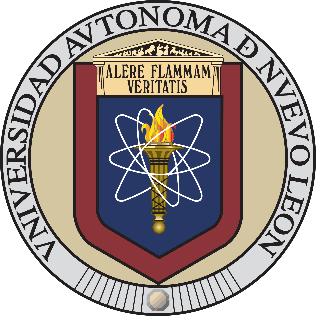 VNIVERSIDAD AVTONOMA D NVEVO LEON
ALERE FLAMMAM
VERITATIS